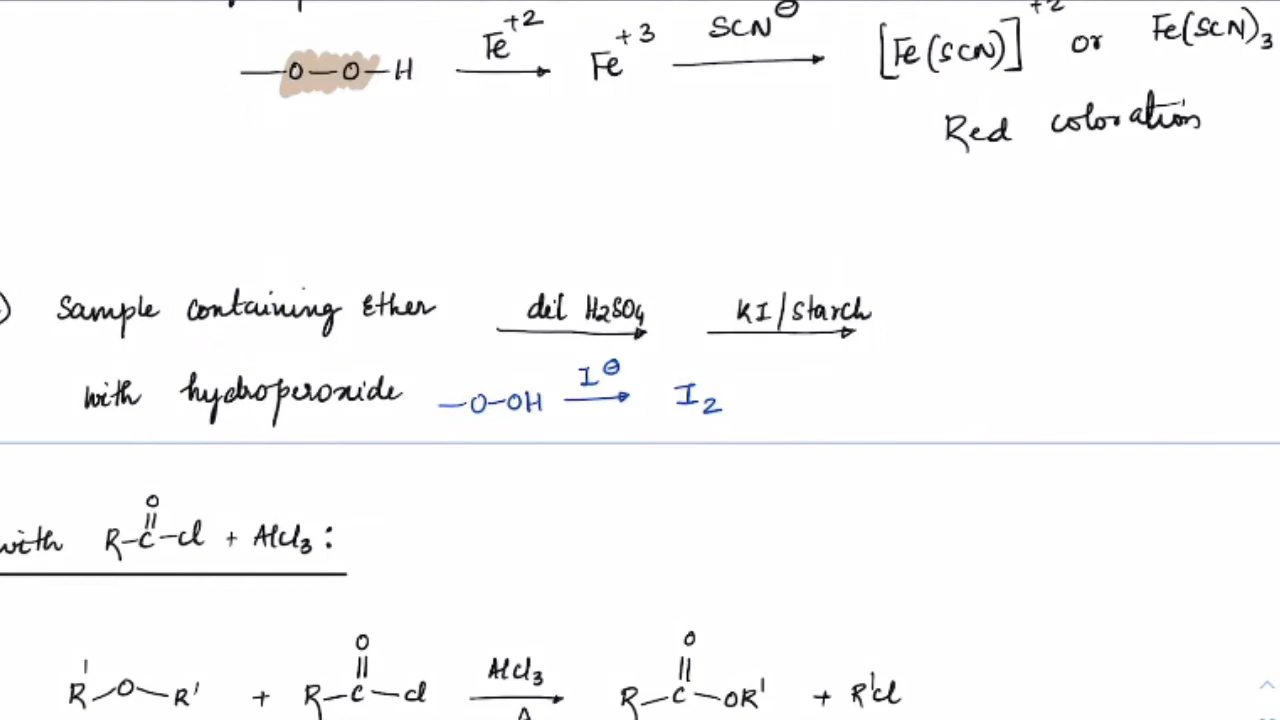 —O—O—H Fe+2 → Fe+3 SCN⊖ → [Fe(SCN)]+2 or Fe(SCN)3
Red coloration
) Sample containing Ether dil H2SO4 → KI/Starch →
with hydroperoxide —O-OH I⊖ → I2
with R-C(=O)-Cl + AlCl3 :
R'-O-R' + R-C(=O)-Cl AlCl3 → Δ R-C(=O)-OR' + R'Cl